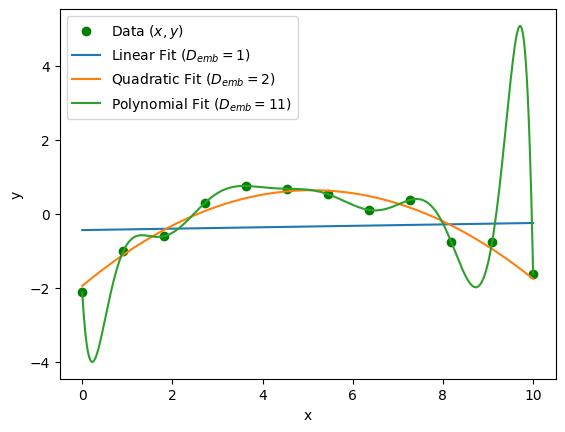 Data (x, y)
Linear Fit (D_emb = 1)
Quadratic Fit (D_emb = 2)
Polynomial Fit (D_emb = 11)
4
2
0
−2
−4
y
0 2 4 6 8 10
x